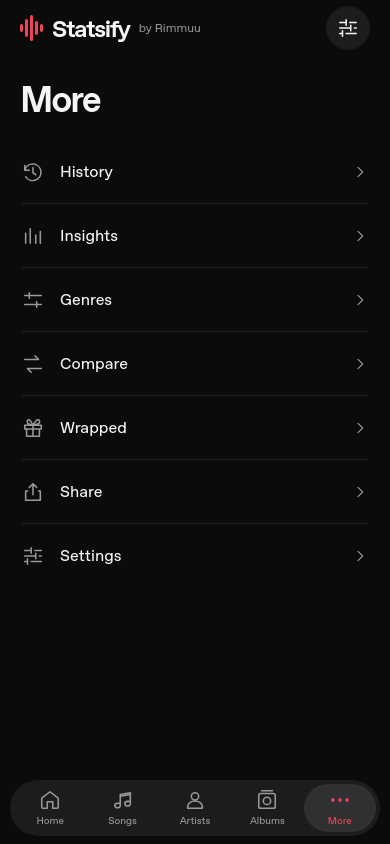 Statsify by Rimmuu
More
History
Insights
Genres
Compare
Wrapped
Share
Settings
Home Songs Artists Albums More